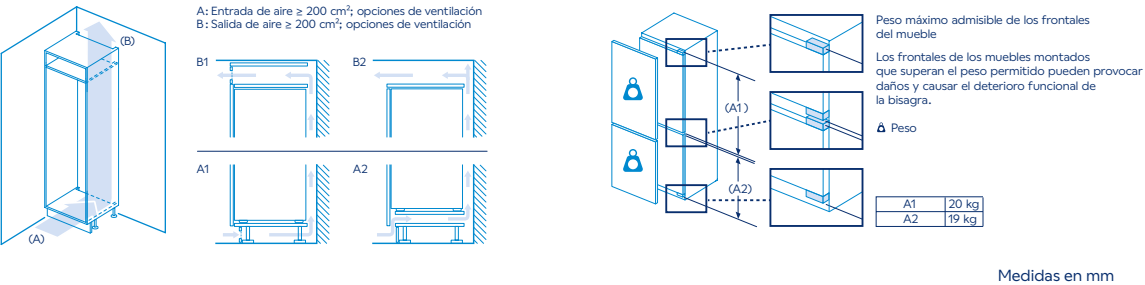 A: Entrada de aire ≥ 200 cm²; opciones de ventilación
B: Salida de aire ≥ 200 cm²; opciones de ventilación
(B)
(A)
B1
B2
A1
A2
(A1)
(A2)
Peso máximo admisible de los frontales
del mueble
Los frontales de los muebles montados
que superan el peso permitido pueden provocar
daños y causar el deterioro funcional de
la bisagra.
Peso
A1 20 kg
A2 19 kg
Medidas en mm